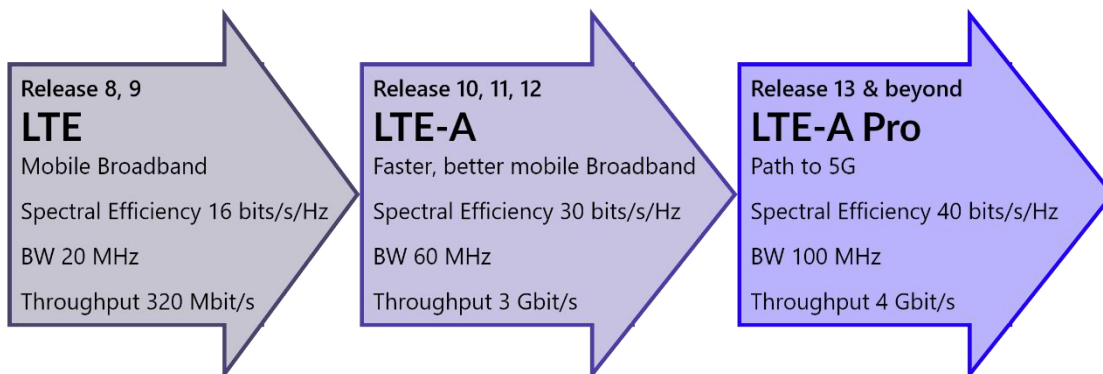 Release 8, 9
LTE
Mobile Broadband
Spectral Efficiency 16 bits/s/Hz
BW 20 MHz
Throughput 320 Mbit/s
Release 10, 11, 12
LTE-A
Faster, better mobile Broadband
Spectral Efficiency 30 bits/s/Hz
BW 60 MHz
Throughput 3 Gbit/s
Release 13 & beyond
LTE-A Pro
Path to 5G
Spectral Efficiency 40 bits/s/Hz
BW 100 MHz
Throughput 4 Gbit/s